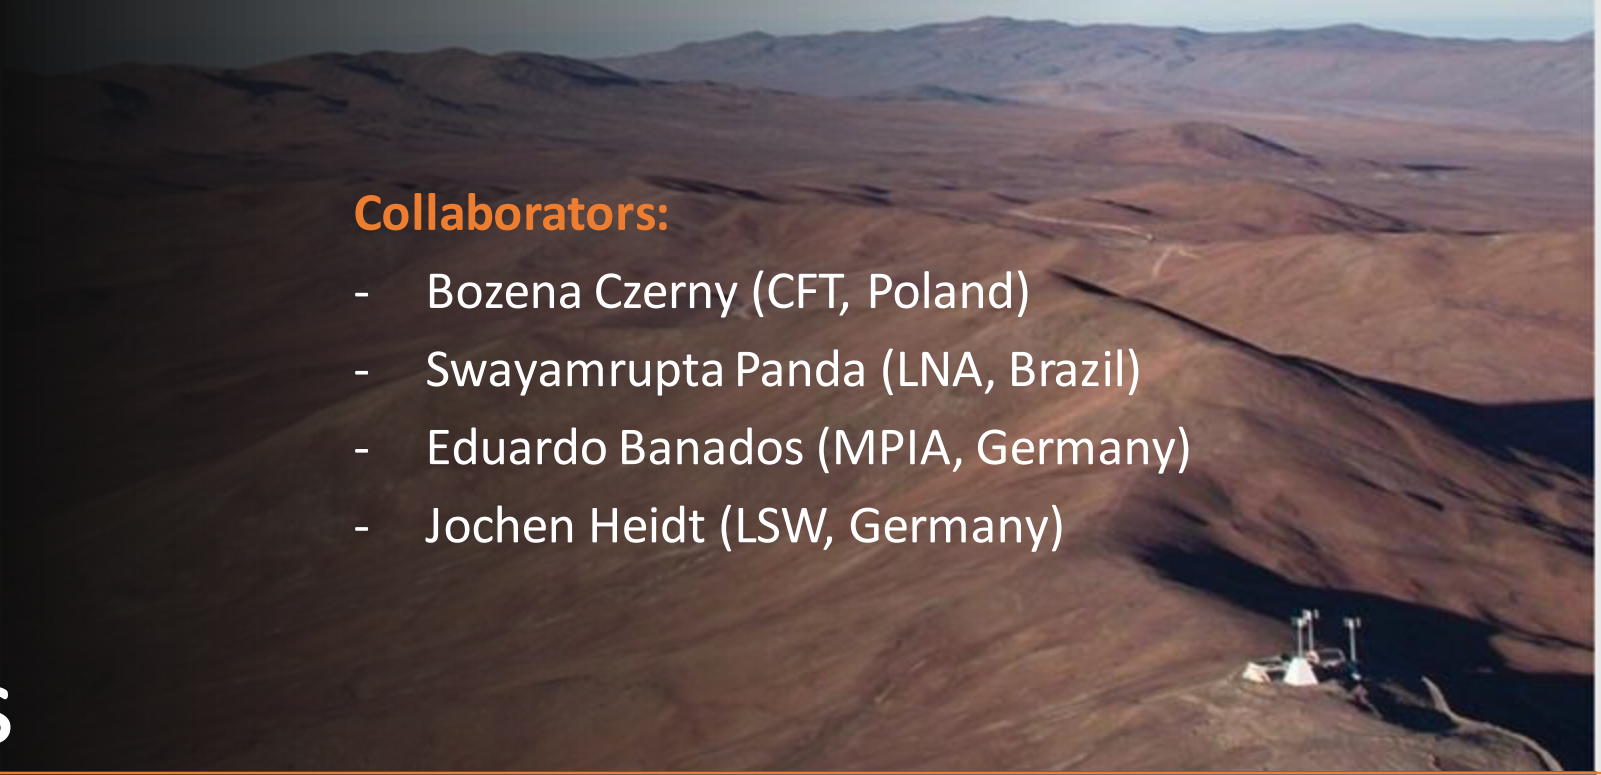 Collaborators:
- Bozena Czerny (CFT, Poland)
- Swayamrupta Panda (LNA, Brazil)
- Eduardo Banados (MPIA, Germany)
- Jochen Heidt (LSW, Germany)
s